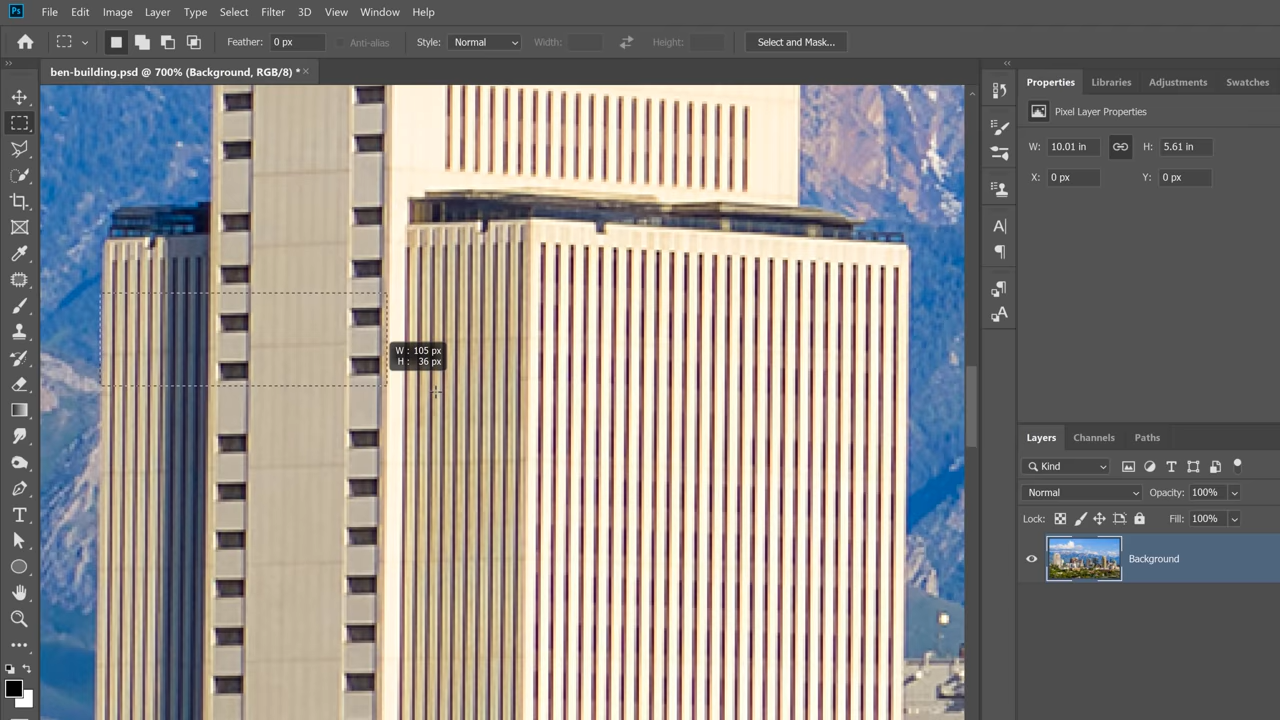 Ps File Edit Image Layer Type Select Filter 3D View Window Help
Feather: 0 px Anti-alias Style: Normal Width: Height: Select and Mask...
ben-building.psd @ 700% (Background, RGB/8) * ×
Properties Libraries Adjustments Swatches
Pixel Layer Properties
W: 10.01 in H: 5.61 in
X: 0 px Y: 0 px
W : 105 px
H : 36 px
Layers Channels Paths
Kind
Normal Opacity: 100%
Lock: Fill: 100%
Background